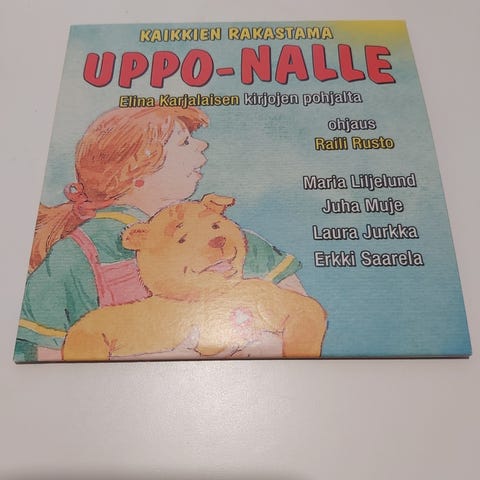 KAIKKIEN RAKASTAMA
UPPO-NALLE
Elina Karjalaisen kirjojen pohjalta
ohjaus
Raili Rusto
Maria Liljelund
Juha Muje
Laura Jurkka
Erkki Saarela